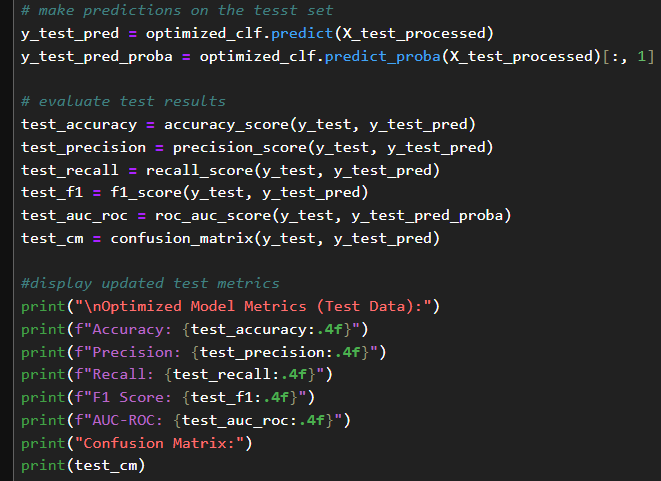 # make predictions on the tesst set
y_test_pred = optimized_clf.predict(X_test_processed)
y_test_pred_proba = optimized_clf.predict_proba(X_test_processed)[:, 1]
# evaluate test results
test_accuracy = accuracy_score(y_test, y_test_pred)
test_precision = precision_score(y_test, y_test_pred)
test_recall = recall_score(y_test, y_test_pred)
test_f1 = f1_score(y_test, y_test_pred)
test_auc_roc = roc_auc_score(y_test, y_test_pred_proba)
test_cm = confusion_matrix(y_test, y_test_pred)
#display updated test metrics
print("\nOptimized Model Metrics (Test Data):")
print(f"Accuracy: {test_accuracy:.4f}")
print(f"Precision: {test_precision:.4f}")
print(f"Recall: {test_recall:.4f}")
print(f"F1 Score: {test_f1:.4f}")
print(f"AUC-ROC: {test_auc_roc:.4f}")
print("Confusion Matrix:")
print(test_cm)